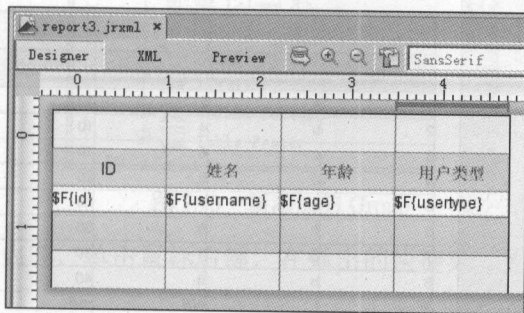 report3.jrxml ×
Designer XML Preview SansSerif
0 1 2 3 4
0
ID 姓名 年龄 用户类型
$F{id} $F{username} $F{age} $F{usertype}
1